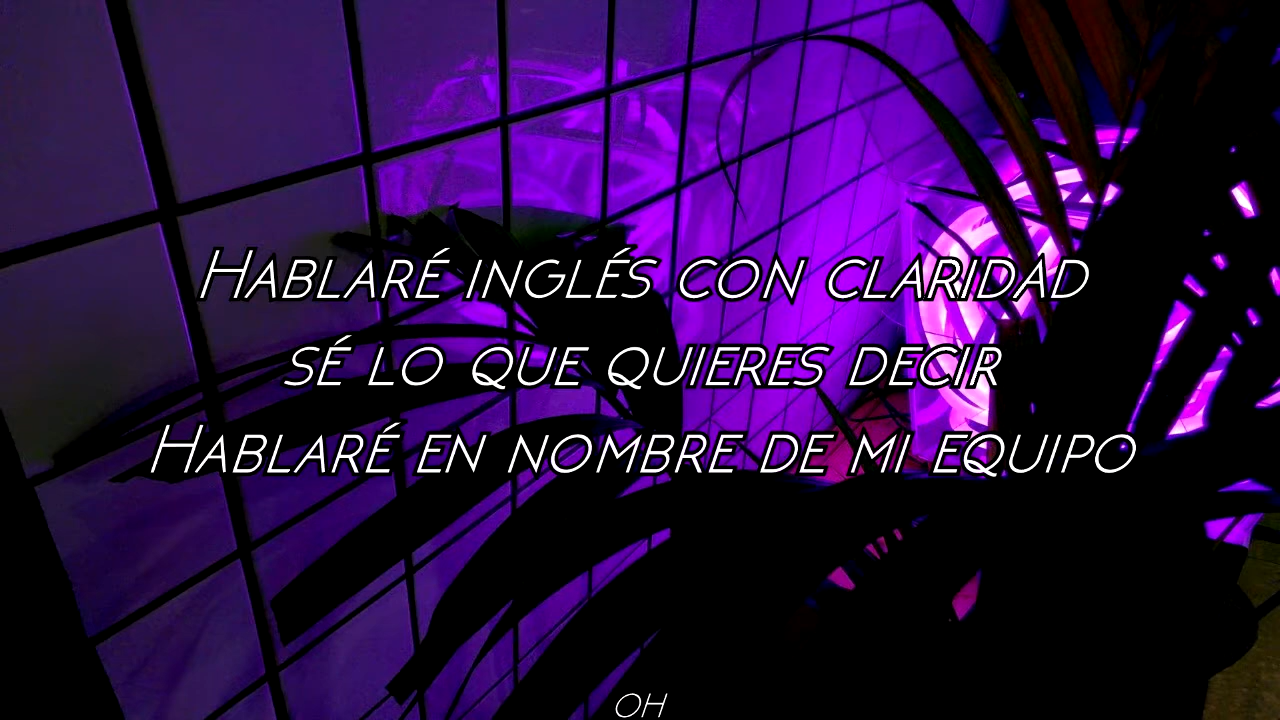 Hablaré inglés con claridad
sé lo que quieres decir
Hablaré en nombre de mi equipo
OH